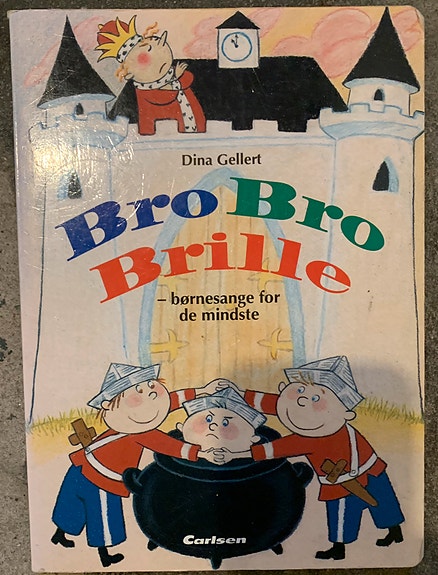 Dina Gellert
Bro Bro
Brille
– børnesange for
de mindste
Carlsen